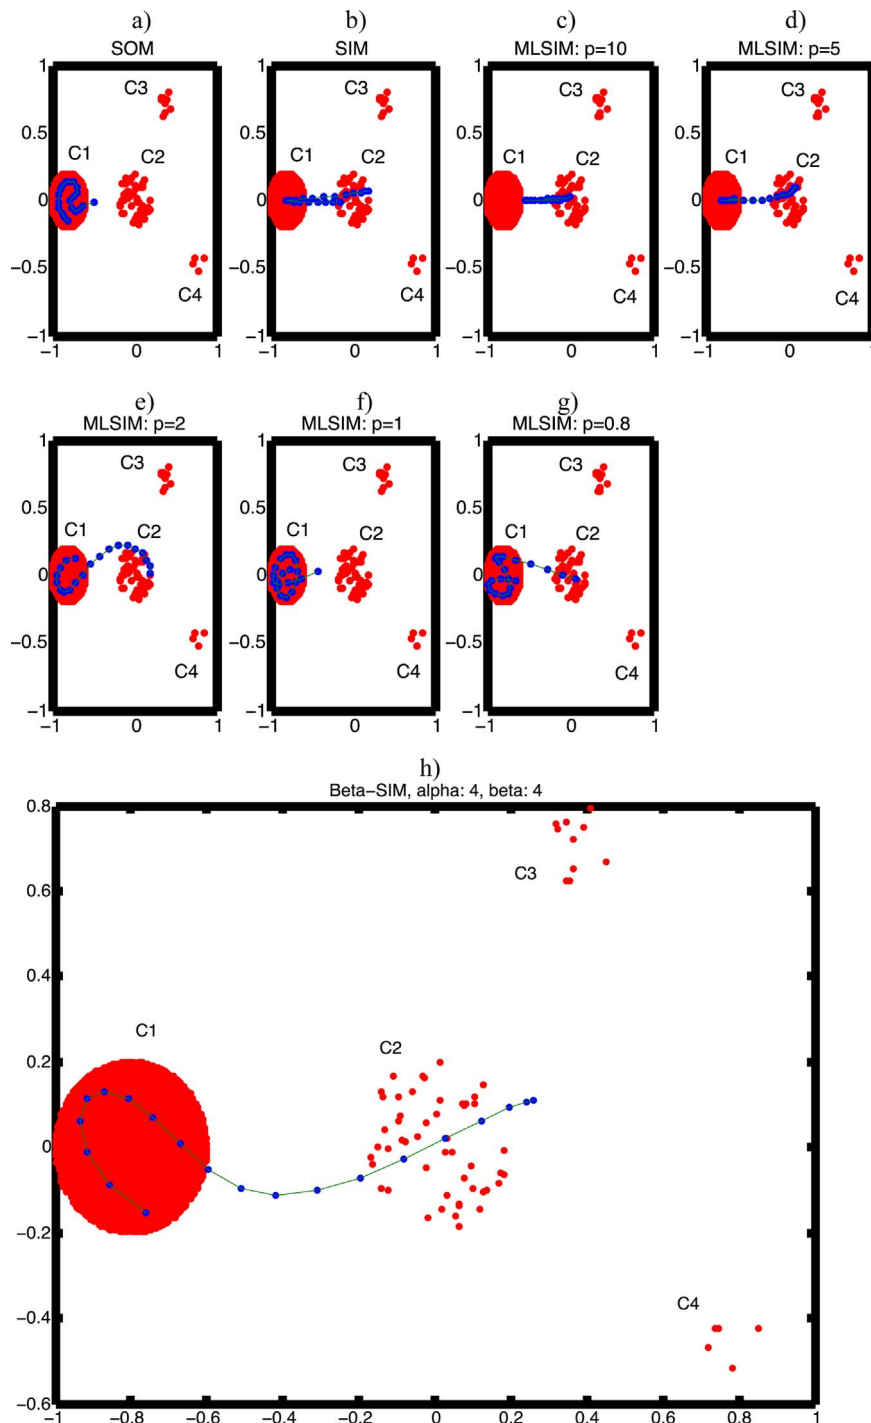 a) b) c) d)
SOM SIM MLSIM: p=10 MLSIM: p=5
1 1 1 1
C3 C3 C3 C3
0.5 0.5 0.5 0.5
C1 C2 C1 C2 C1 C2 C1 C2
0 0 0 0
−0.5 −0.5 −0.5 −0.5
C4 C4 C4 C4
−1 −1 −1 −1
−1 0 1 −1 0 1 −1 0 1 −1 0 1
e) f) g)
MLSIM: p=2 MLSIM: p=1 MLSIM: p=0.8
1 1 1
C3 C3 C3
0.5 0.5 0.5
C1 C2 C1 C2 C1 C2
0 0 0
−0.5 −0.5 −0.5
C4 C4 C4
−1 −1 −1
−1 0 1 −1 0 1 −1 0 1
h)
Beta−SIM, alpha: 4, beta: 4
0.8
C3
0.6
0.4
C1
0.2 C2
0
−0.2
C4
−0.4
−0.6
−1 −0.8 −0.6 −0.4 −0.2 0 0.2 0.4 0.6 0.8 1